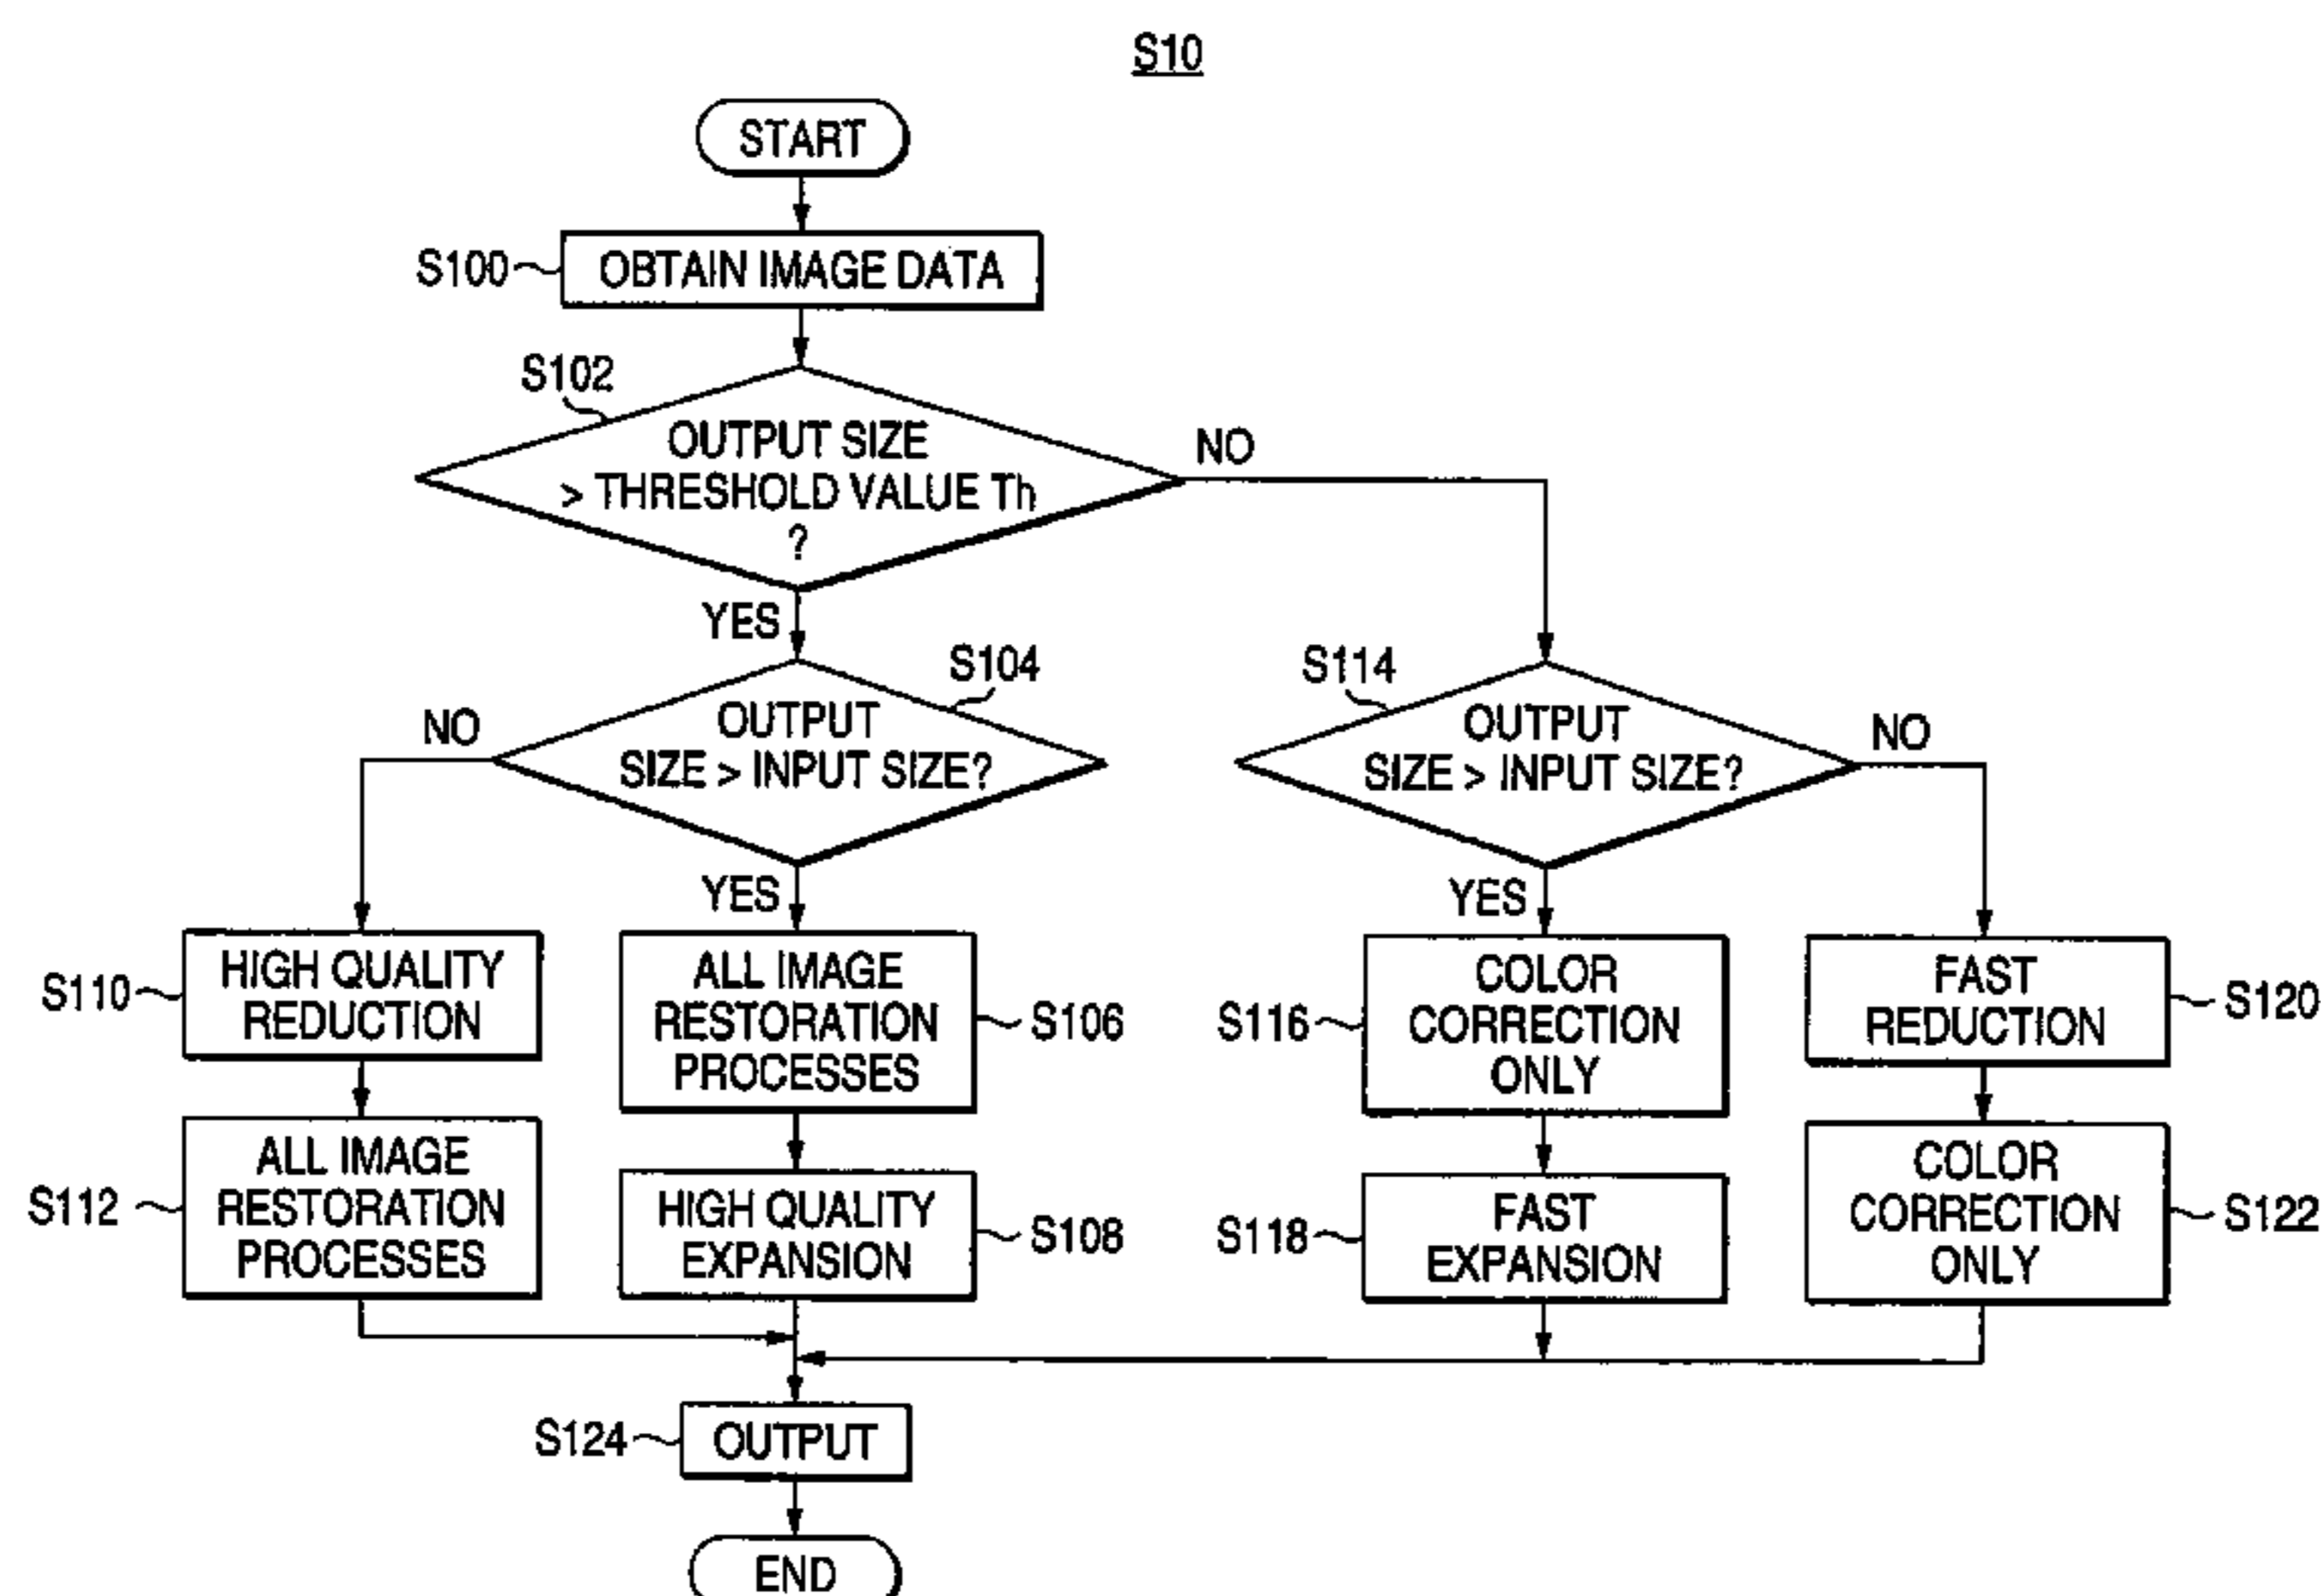 S10
START
S100
OBTAIN IMAGE DATA
S102
OUTPUT SIZE
> THRESHOLD VALUE Th
?
NO
YES
S104
OUTPUT
SIZE > INPUT SIZE?
NO
YES
S114
OUTPUT
SIZE > INPUT SIZE?
NO
YES
S110
HIGH QUALITY
REDUCTION
ALL IMAGE
RESTORATION
PROCESSES
S106
S116
COLOR
CORRECTION
ONLY
FAST
REDUCTION
S120
S112
ALL IMAGE
RESTORATION
PROCESSES
HIGH QUALITY
EXPANSION
S108
S118
FAST
EXPANSION
COLOR
CORRECTION
ONLY
S122
S124
OUTPUT
END